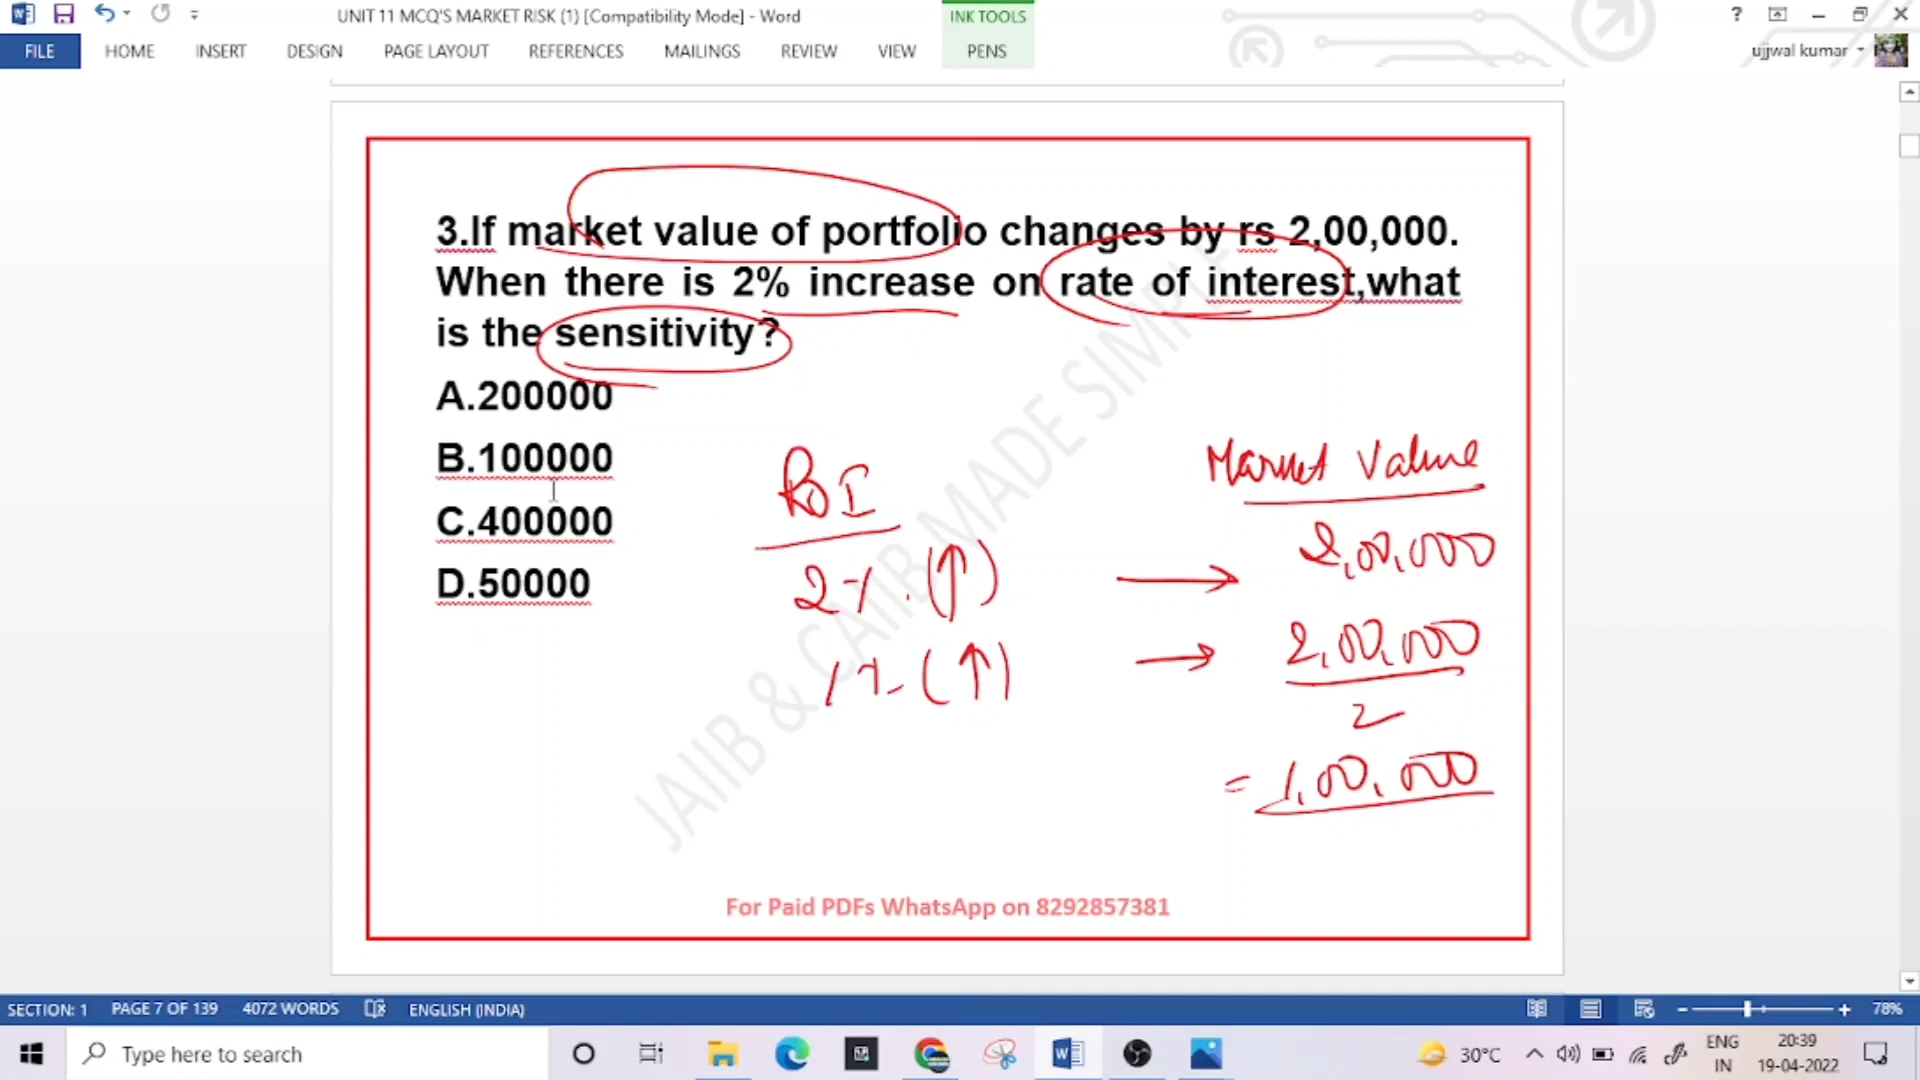 UNIT 11 MCQ'S MARKET RISK (1) [Compatibility Mode] - Word
INK TOOLS
FILE HOME INSERT DESIGN PAGE LAYOUT REFERENCES MAILINGS REVIEW VIEW PENS
ujjwal kumar
3.If market value of portfolio changes by rs 2,00,000.
When there is 2% increase on rate of interest,what
is the sensitivity?
A.200000
B.100000
C.400000
D.50000
RoI
Market Value
2%. (↑) → 2,00,000
1% (↑) → 2,00,000
2
= 1,00,000
JAIIB & CAIIB MADE SIMPLE
For Paid PDFs WhatsApp on 8292857381
SECTION: 1 PAGE 7 OF 139 4072 WORDS ENGLISH (INDIA) 78%
Type here to search
30°C
ENG
IN
20:39
19-04-2022